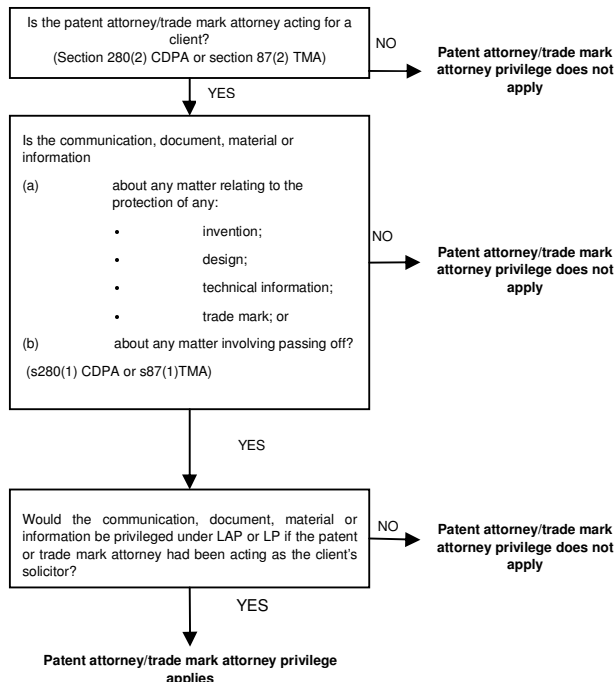 Is the patent attorney/trade mark attorney acting for a
client?
(Section 280(2) CDPA or section 87(2) TMA)
NO
Patent attorney/trade mark
attorney privilege does not
apply
YES
Is the communication, document, material or
information
(a) about any matter relating to the
protection of any:
• invention;
• design;
• technical information;
• trade mark; or
(b) about any matter involving passing off?
(s280(1) CDPA or s87(1)TMA)
NO
Patent attorney/trade mark
attorney privilege does not
apply
YES
Would the communication, document, material or
information be privileged under LAP or LP if the patent
or trade mark attorney had been acting as the client's
solicitor?
NO
Patent attorney/trade mark
attorney privilege does not
apply
YES
Patent attorney/trade mark attorney privilege
applies